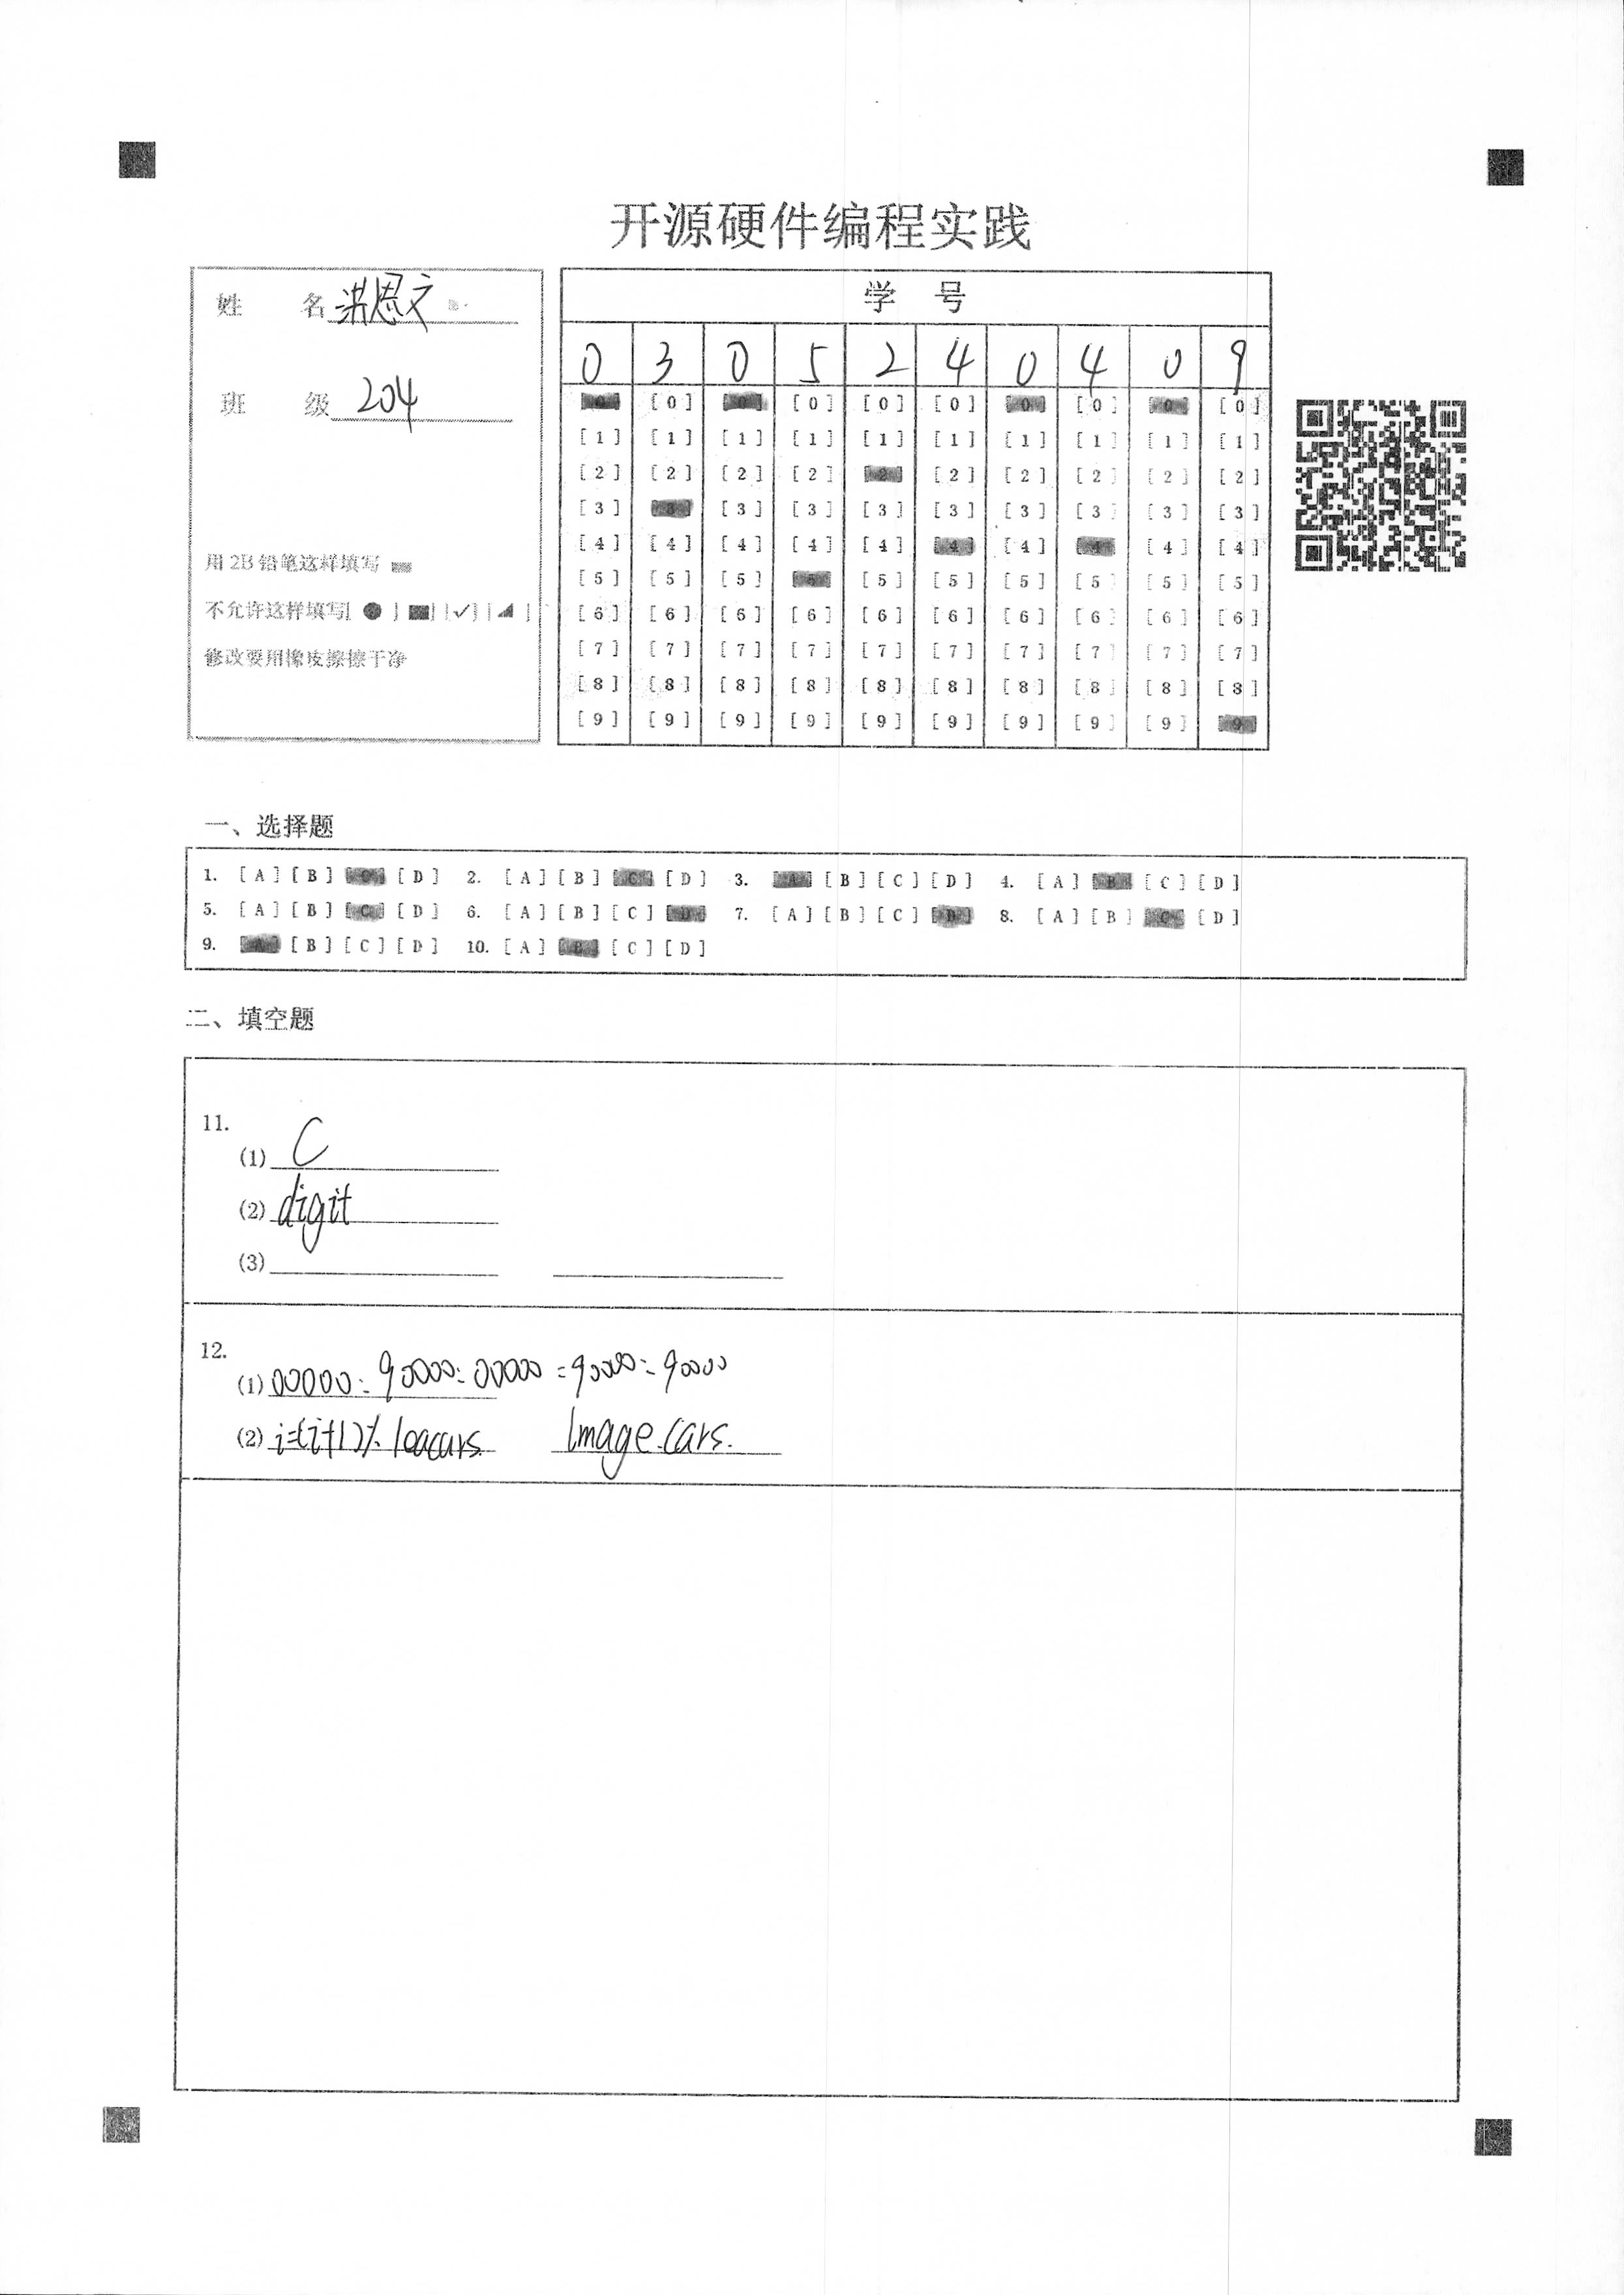 开源硬件编程实践
姓 名 洪恩文
班 级 204
用 2B 铅笔这样填写
不允许这样填写[ ● ] [■] [✓] [◢]
修改要用橡皮擦擦干净
学 号
0 3 0 5 2 4 0 4 0 9
[0] [0] [0] [0] [0] [0] [0] [0] [0] [0]
[1] [1] [1] [1] [1] [1] [1] [1] [1] [1]
[2] [2] [2] [2] [2] [2] [2] [2] [2] [2]
[3] [3] [3] [3] [3] [3] [3] [3] [3] [3]
[4] [4] [4] [4] [4] [4] [4] [4] [4] [4]
[5] [5] [5] [5] [5] [5] [5] [5] [5] [5]
[6] [6] [6] [6] [6] [6] [6] [6] [6] [6]
[7] [7] [7] [7] [7] [7] [7] [7] [7] [7]
[8] [8] [8] [8] [8] [8] [8] [8] [8] [8]
[9] [9] [9] [9] [9] [9] [9] [9] [9] [9]
一、选择题
1. [A] [B] [C] [D] 2. [A] [B] [C] [D] 3. [A] [B] [C] [D] 4. [A] [B] [C] [D]
5. [A] [B] [C] [D] 6. [A] [B] [C] [D] 7. [A] [B] [C] [D] 8. [A] [B] [C] [D]
9. [A] [B] [C] [D] 10. [A] [B] [C] [D]
二、填空题
11.
(1) C
(2) digit
(3)
12.
(1) 00000:90000:00000:90000:90000
(2) i=(i+1)% Image.cars.